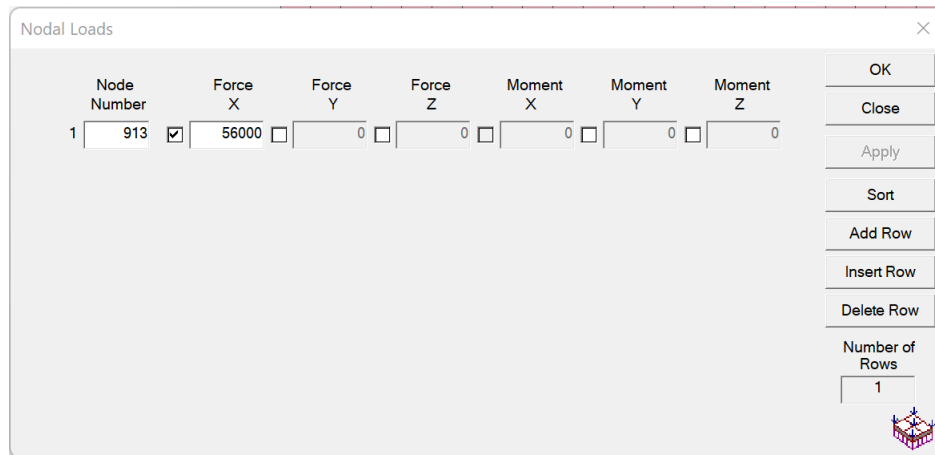 Nodal Loads
Node Number
Force X
Force Y
Force Z
Moment X
Moment Y
Moment Z
1 913 56000 0 0 0 0 0
OK
Close
Apply
Sort
Add Row
Insert Row
Delete Row
Number of
Rows
1